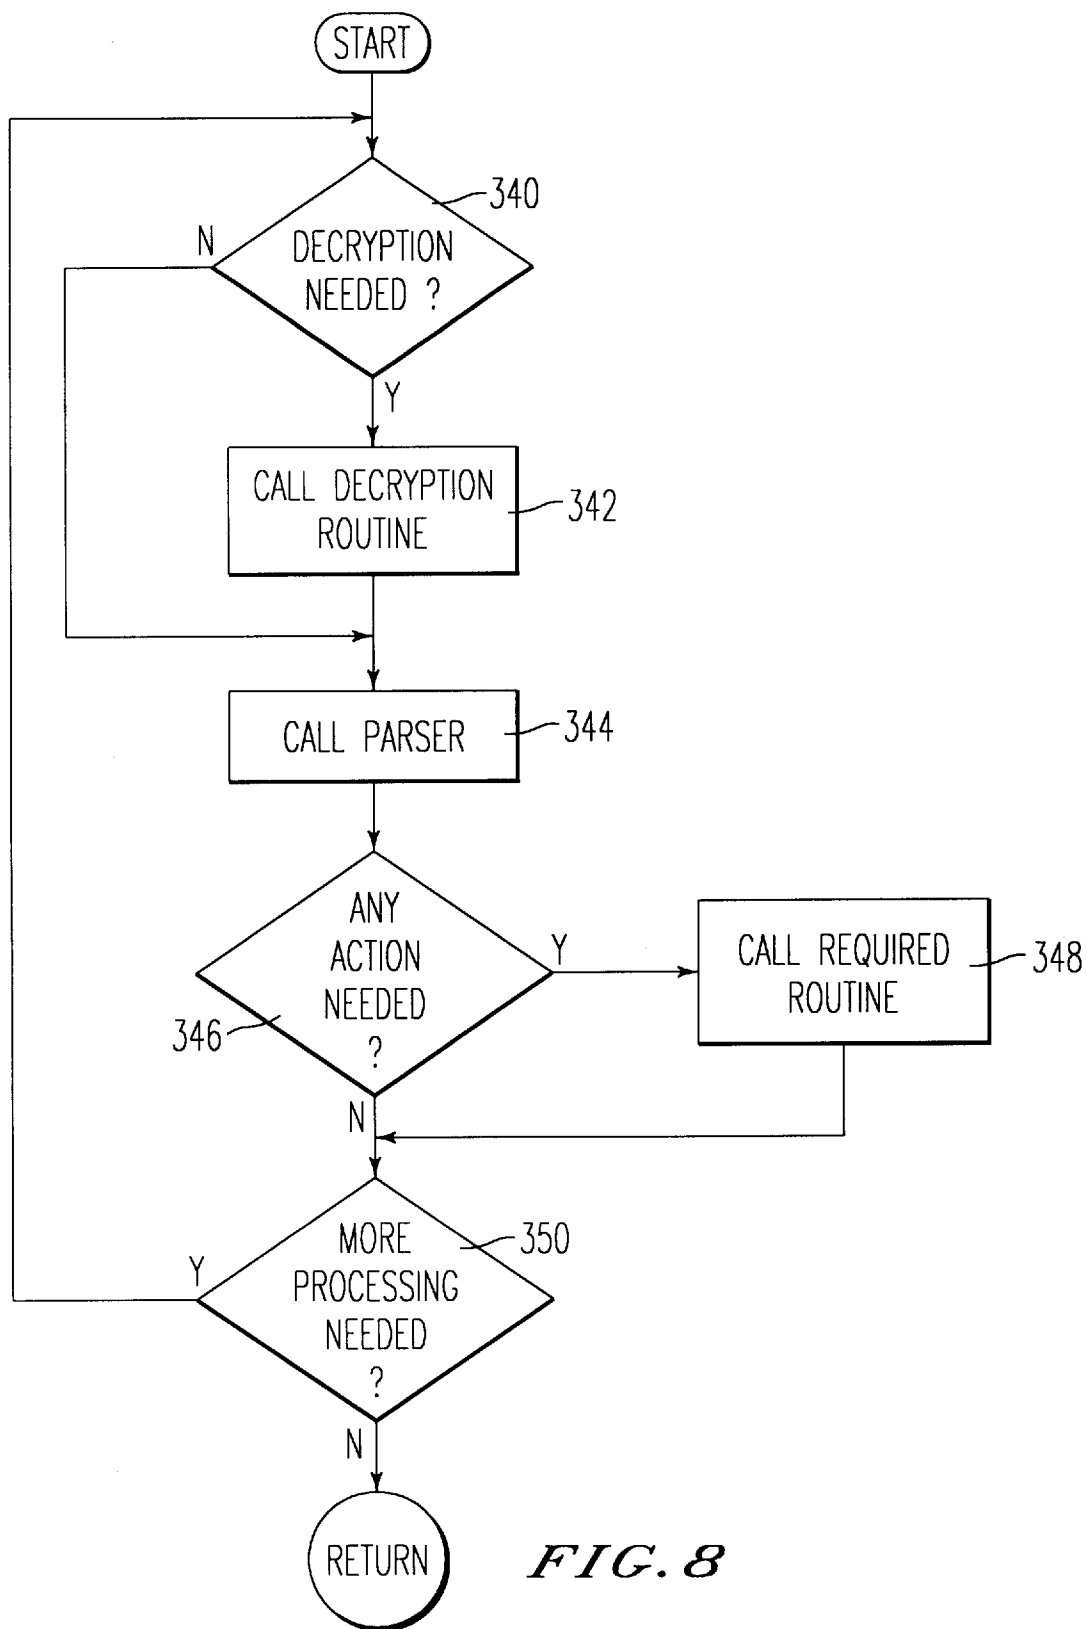 START
340
N
DECRYPTION
NEEDED ?
Y
CALL DECRYPTION
ROUTINE
342
CALL PARSER
344
ANY
ACTION
NEEDED
?
346
Y
CALL REQUIRED
ROUTINE
348
N
MORE
PROCESSING
NEEDED
?
350
Y
N
RETURN
FIG. 8